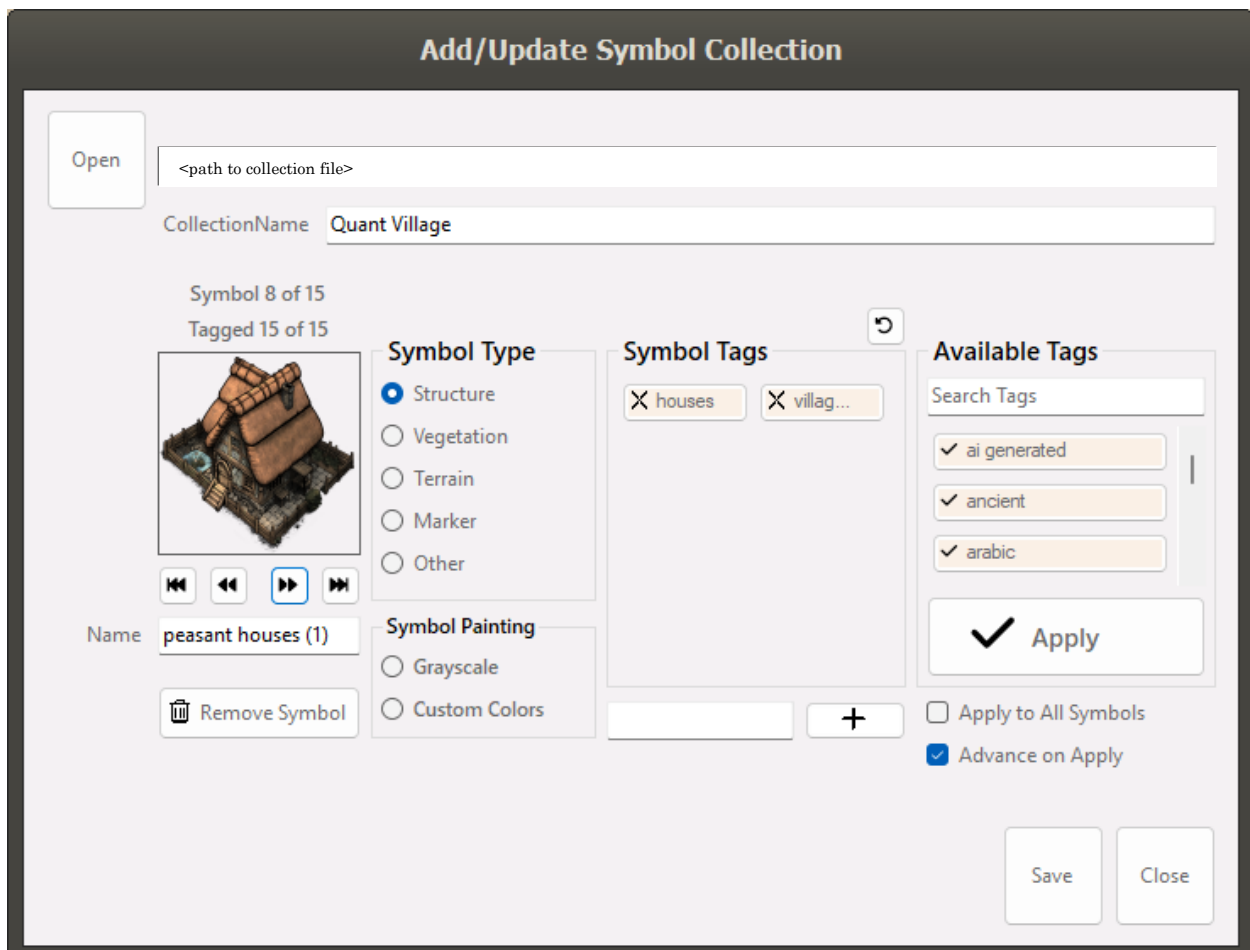 Add/Update Symbol Collection
Open
<path to collection file>
CollectionName Quant Village
Symbol 8 of 15
Tagged 15 of 15
Symbol Type
Structure
Vegetation
Terrain
Marker
Other
Symbol Tags
houses villag...
Available Tags
Search Tags
ai generated
ancient
arabic
Apply
Name peasant houses (1)
Symbol Painting
Grayscale
Custom Colors
Remove Symbol
+
Apply to All Symbols
Advance on Apply
Save Close